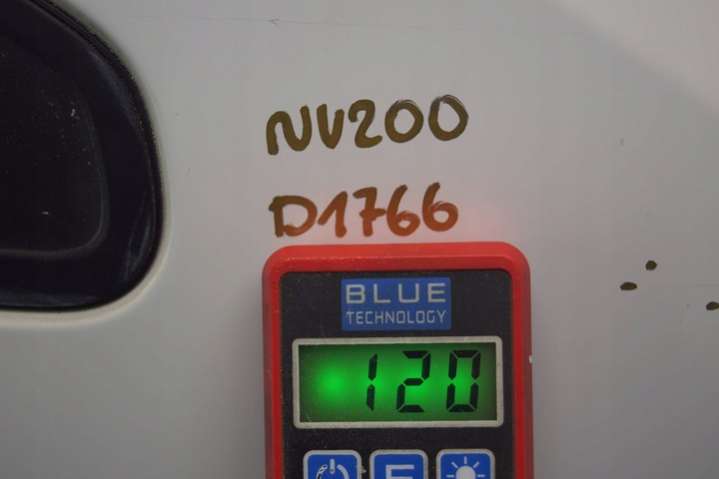 NV200
D1766
BLUE
TECHNOLOGY
120
F